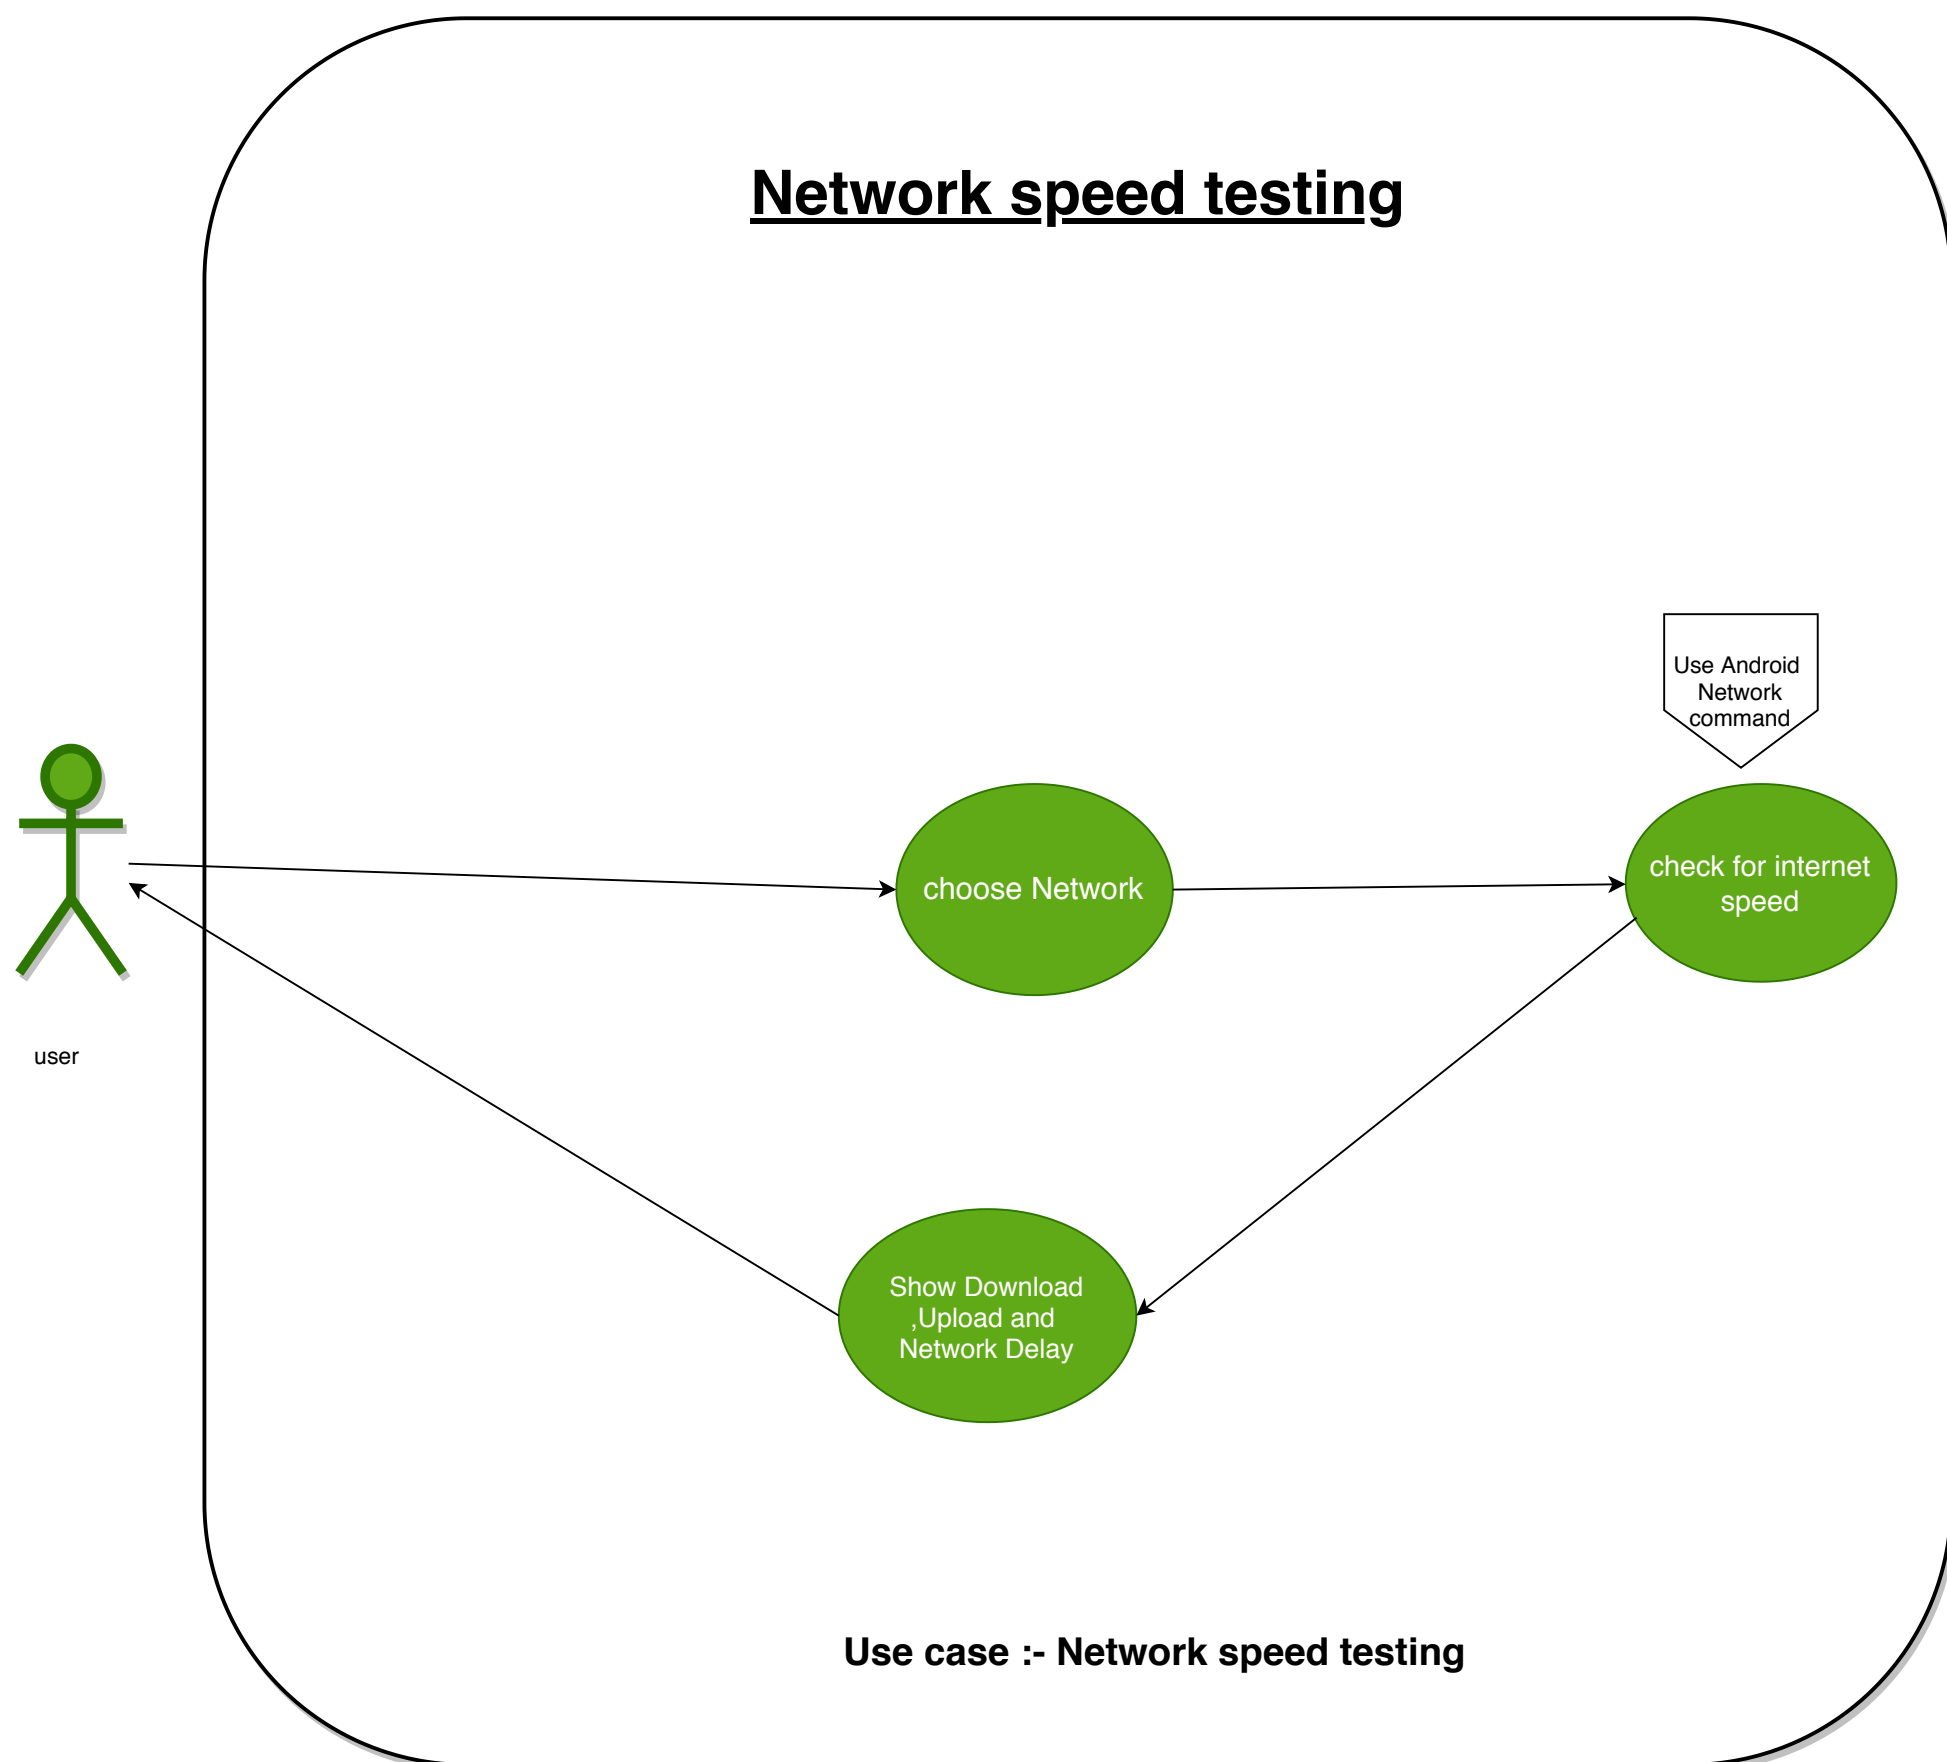 Network speed testing
Use Android
Network
command
check for internet
speed
choose Network
user
Show Download
,Upload and
Network Delay
Use case :- Network speed testing